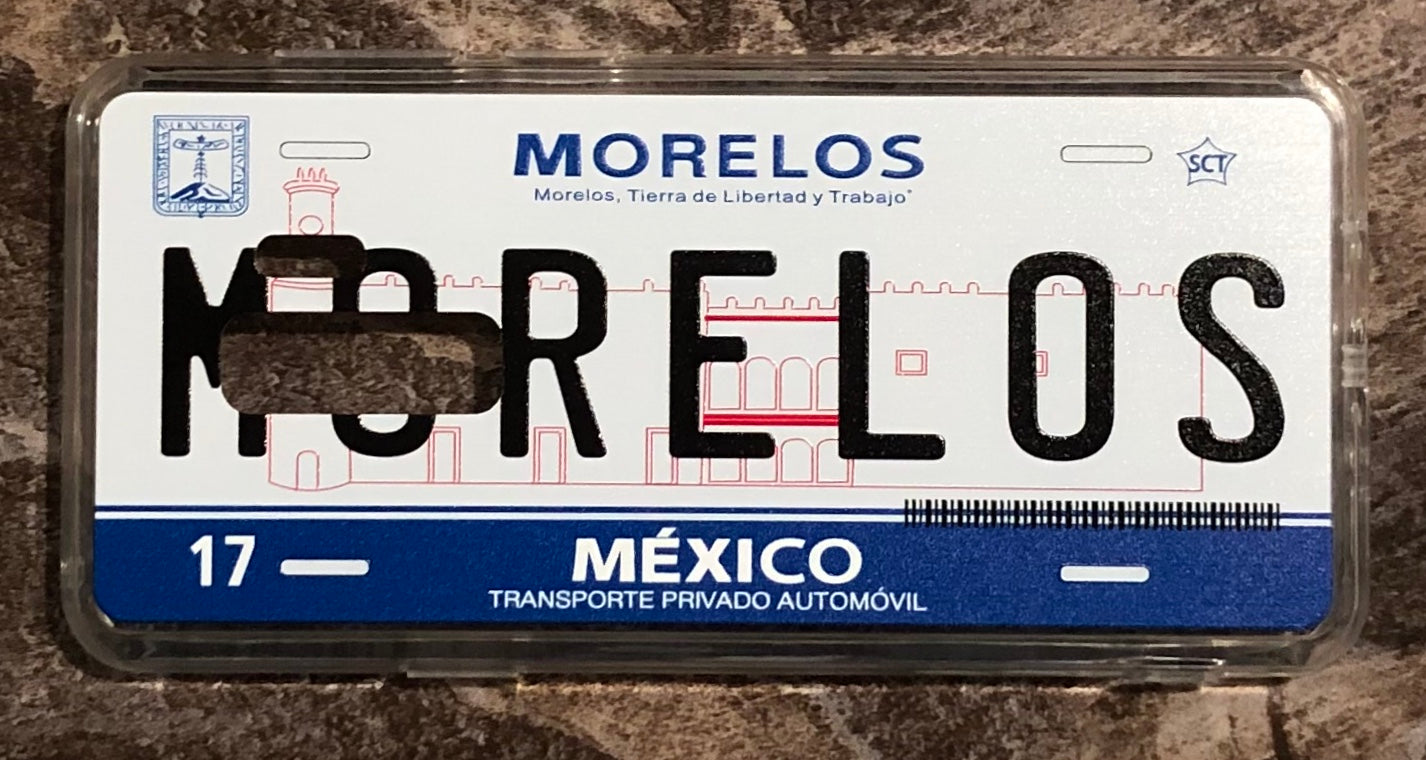 MORELOS
SCT
Morelos, Tierra de Libertad y Trabajo
MORELOS
17
MÉXICO
TRANSPORTE PRIVADO AUTOMÓVIL